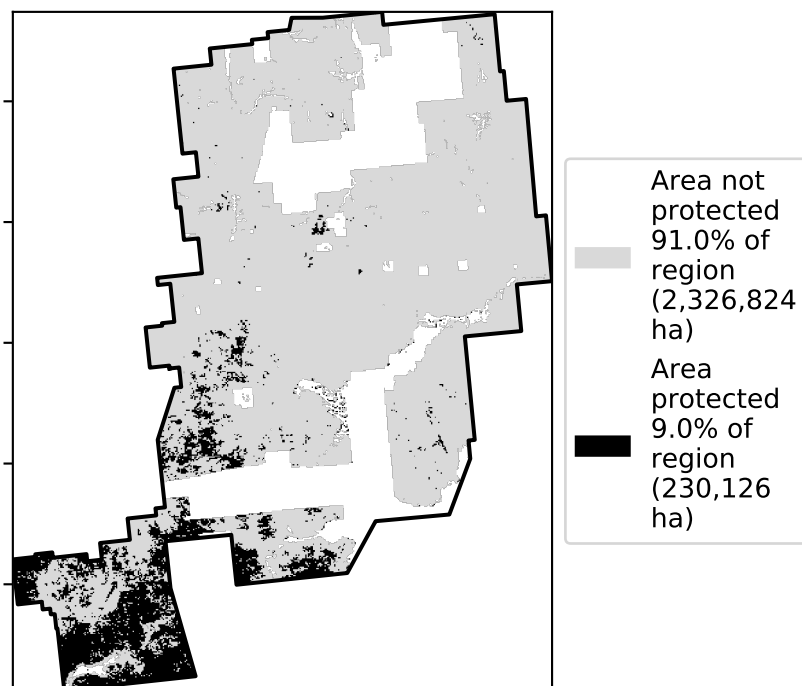 Area not
protected
91.0% of
region
(2,326,824
ha)
Area
protected
9.0% of
region
(230,126
ha)